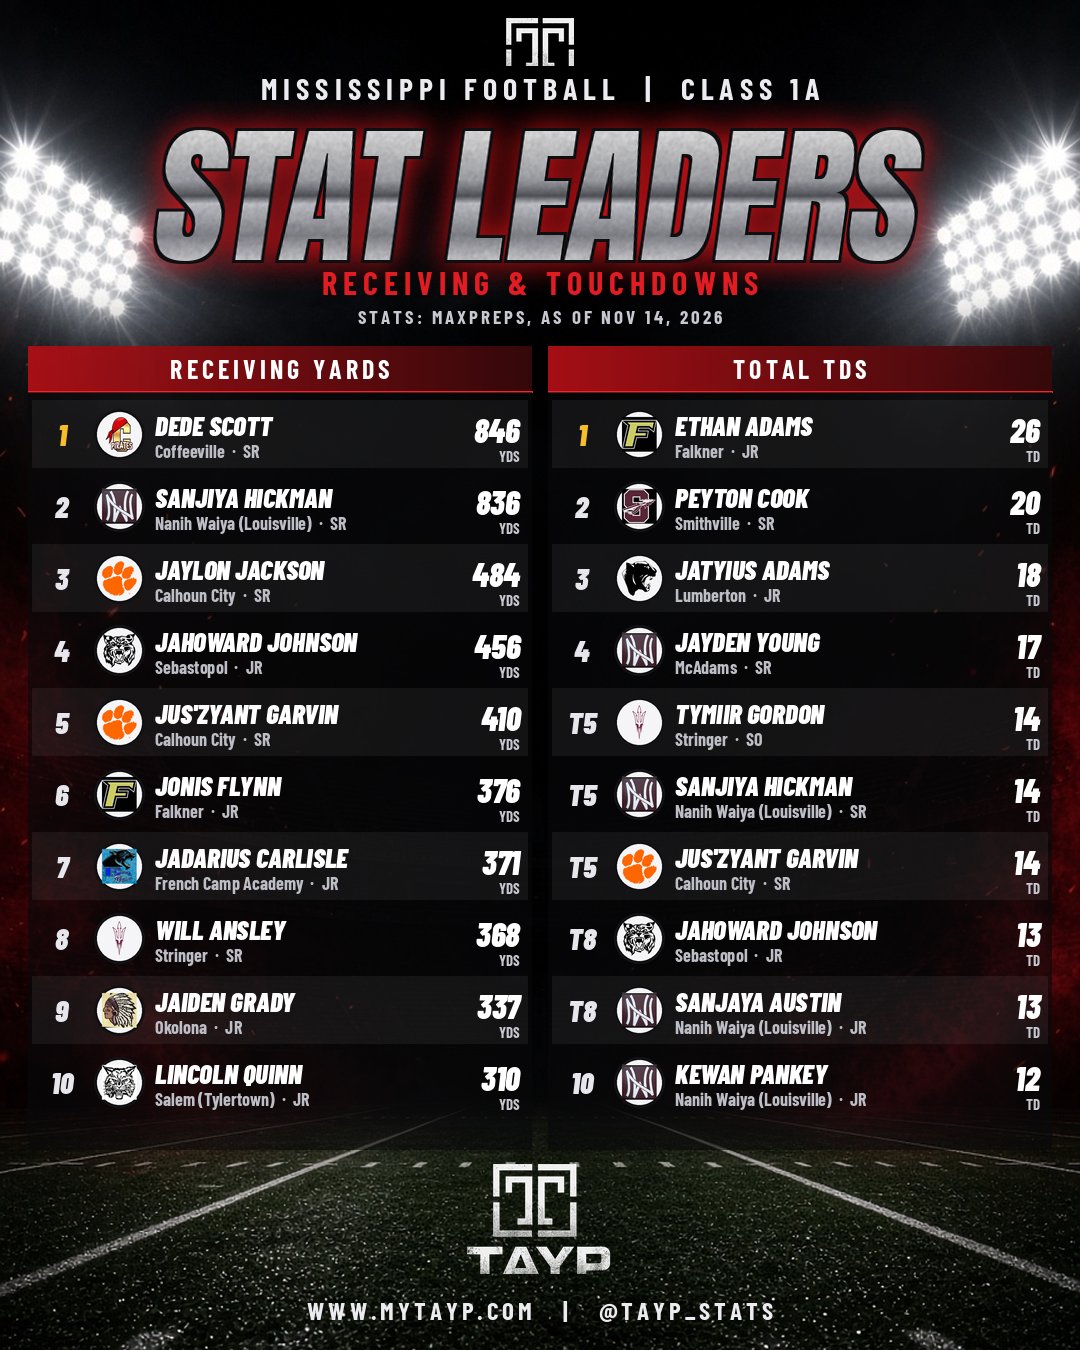 MISSISSIPPI FOOTBALL | CLASS 1A
STAT LEADERS
RECEIVING & TOUCHDOWNS
STATS: MAXPREPS, AS OF NOV 14, 2026
RECEIVING YARDS
1 DEDE SCOTT 846
Coffeeville · SR YDS
2 SANJIYA HICKMAN 836
Nanih Waiya (Louisville) · SR YDS
3 JAYLON JACKSON 484
Calhoun City · SR YDS
4 JAHOWARD JOHNSON 456
Sebastopol · JR YDS
5 JUS'ZYANT GARVIN 410
Calhoun City · SR YDS
6 JONIS FLYNN 376
Falkner · JR YDS
7 JADARIUS CARLISLE 371
French Camp Academy · JR YDS
8 WILL ANSLEY 368
Stringer · SR YDS
9 JAIDEN GRADY 337
Okolona · JR YDS
10 LINCOLN QUINN 310
Salem (Tylertown) · JR YDS
TOTAL TDS
1 ETHAN ADAMS 26
Falkner · JR TD
2 PEYTON COOK 20
Smithville · SR TD
3 JATYIUS ADAMS 18
Lumberton · JR TD
4 JAYDEN YOUNG 17
McAdams · SR TD
T5 TYMIIR GORDON 14
Stringer · SO TD
T5 SANJIYA HICKMAN 14
Nanih Waiya (Louisville) · SR TD
T5 JUS'ZYANT GARVIN 14
Calhoun City · SR TD
T8 JAHOWARD JOHNSON 13
Sebastopol · JR TD
T8 SANJAYA AUSTIN 13
Nanih Waiya (Louisville) · JR TD
10 KEWAN PANKEY 12
Nanih Waiya (Louisville) · JR TD
TAYP
WWW.MYTAYP.COM | @TAYP_STATS